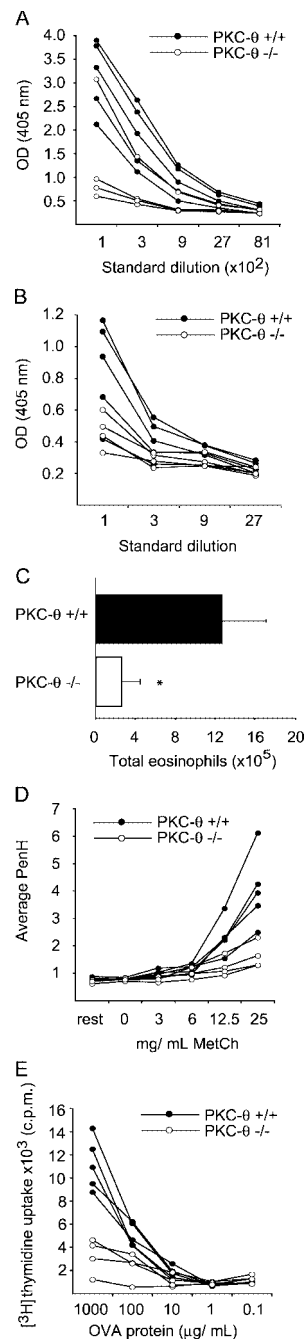 A
PKC-θ +/+
PKC-θ -/-
OD (405 nm)
4.0
3.5
3.0
2.5
2.0
1.5
1.0
0.5
1 3 9 27 81
Standard dilution (x10²)
B
PKC-θ +/+
PKC-θ -/-
OD (405 nm)
1.2
1.0
0.8
0.6
0.4
0.2
1 3 9 27
Standard dilution
C
PKC-θ +/+
PKC-θ -/-
*
0 4 8 12 16 20
Total eosinophils (x10⁵)
D
PKC-θ +/+
PKC-θ -/-
Average PenH
7
6
5
4
3
2
1
rest 0 3 6 12.5 25
mg/ mL MetCh
E
PKC-θ +/+
PKC-θ -/-
[³H] thymidine uptake x10³ (c.p.m.)
16
14
12
10
8
6
4
2
1000 100 10 1 0.1
OVA protein (µg/ mL)